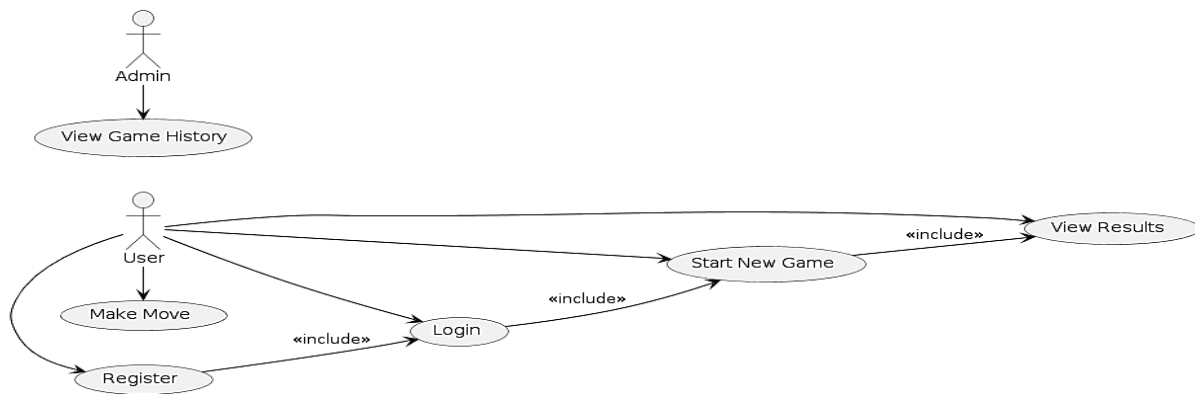 Admin
View Game History
User
View Results
«include»
Start New Game
«include»
Make Move
Login
«include»
Register